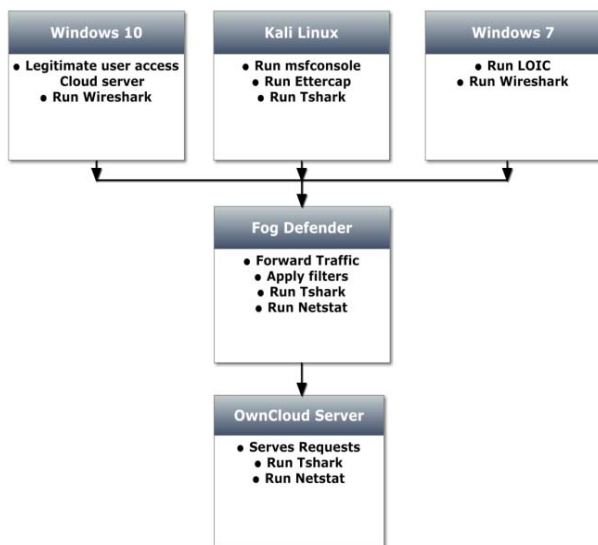 Windows 10
● Legitimate user access
Cloud server
● Run Wireshark
Kali Linux
● Run msfconsole
● Run Ettercap
● Run Tshark
Windows 7
● Run LOIC
● Run Wireshark
Fog Defender
● Forward Traffic
● Apply filters
● Run Tshark
● Run Netstat
OwnCloud Server
● Serves Requests
● Run Tshark
● Run Netstat